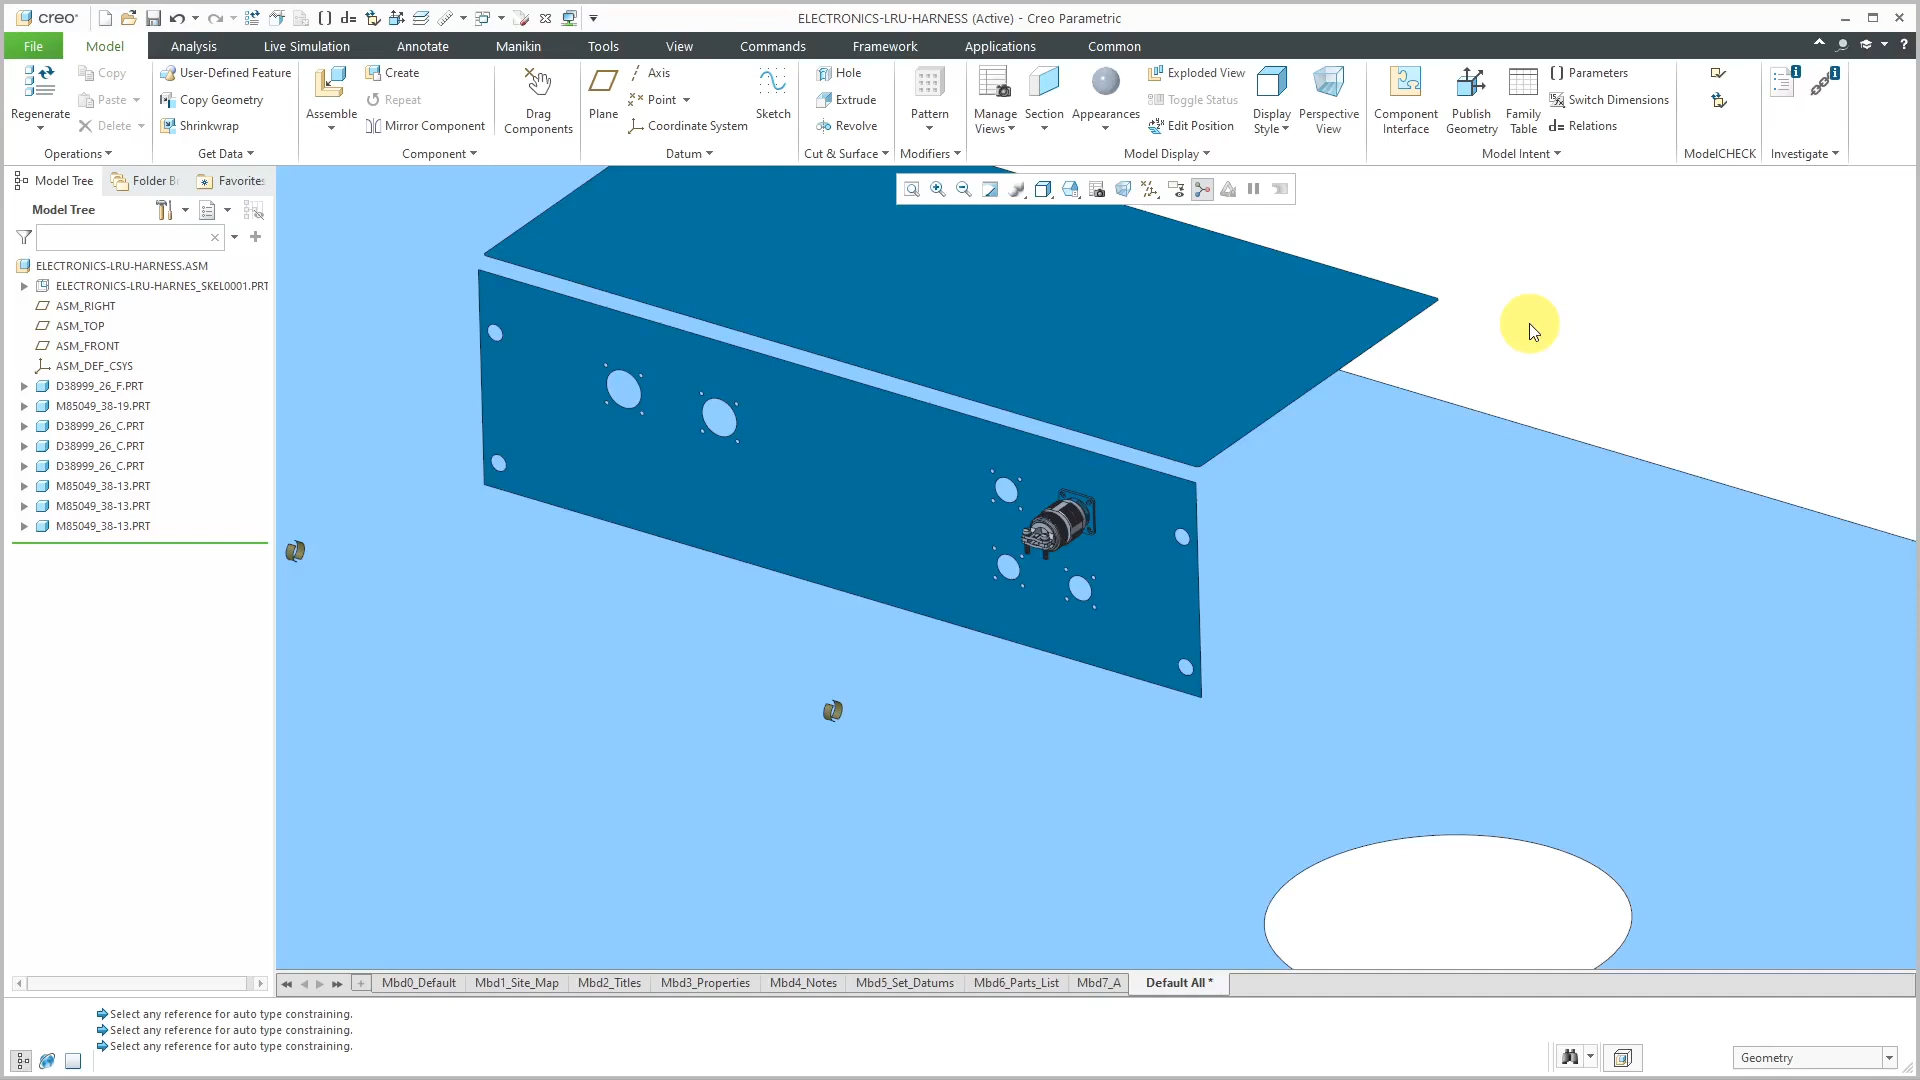 creo
ELECTRONICS-LRU-HARNESS (Active) - Creo Parametric
File Model Analysis Live Simulation Annotate Manikin Tools View Commands Framework Applications Common
Regenerate
Copy
Paste
Delete
Operations
User-Defined Feature
Copy Geometry
Shrinkwrap
Get Data
Assemble
Create
Repeat
Mirror Component
Drag Components
Component
Plane
Axis
Point
Coordinate System
Sketch
Datum
Hole
Extrude
Revolve
Cut & Surface
Pattern
Modifiers
Manage Views
Section
Appearances
Exploded View
Toggle Status
Edit Position
Display Style
Perspective View
Model Display
Component Interface
Publish Geometry
Family Table
Parameters
Switch Dimensions
d= Relations
Model Intent
ModelCHECK
Investigate
Model Tree Folder Br Favorites
Model Tree
ELECTRONICS-LRU-HARNESS.ASM
ELECTRONICS-LRU-HARNES_SKEL0001.PRT
ASM_RIGHT
ASM_TOP
ASM_FRONT
ASM_DEF_CSYS
D38999_26_F.PRT
M85049_38-19.PRT
D38999_26_C.PRT
D38999_26_C.PRT
D38999_26_C.PRT
M85049_38-13.PRT
M85049_38-13.PRT
M85049_38-13.PRT
Mbd0_Default Mbd1_Site_Map Mbd2_Titles Mbd3_Properties Mbd4_Notes Mbd5_Set_Datums Mbd6_Parts_List Mbd7_A Default All *
Select any reference for auto type constraining.
Select any reference for auto type constraining.
Select any reference for auto type constraining.
Geometry